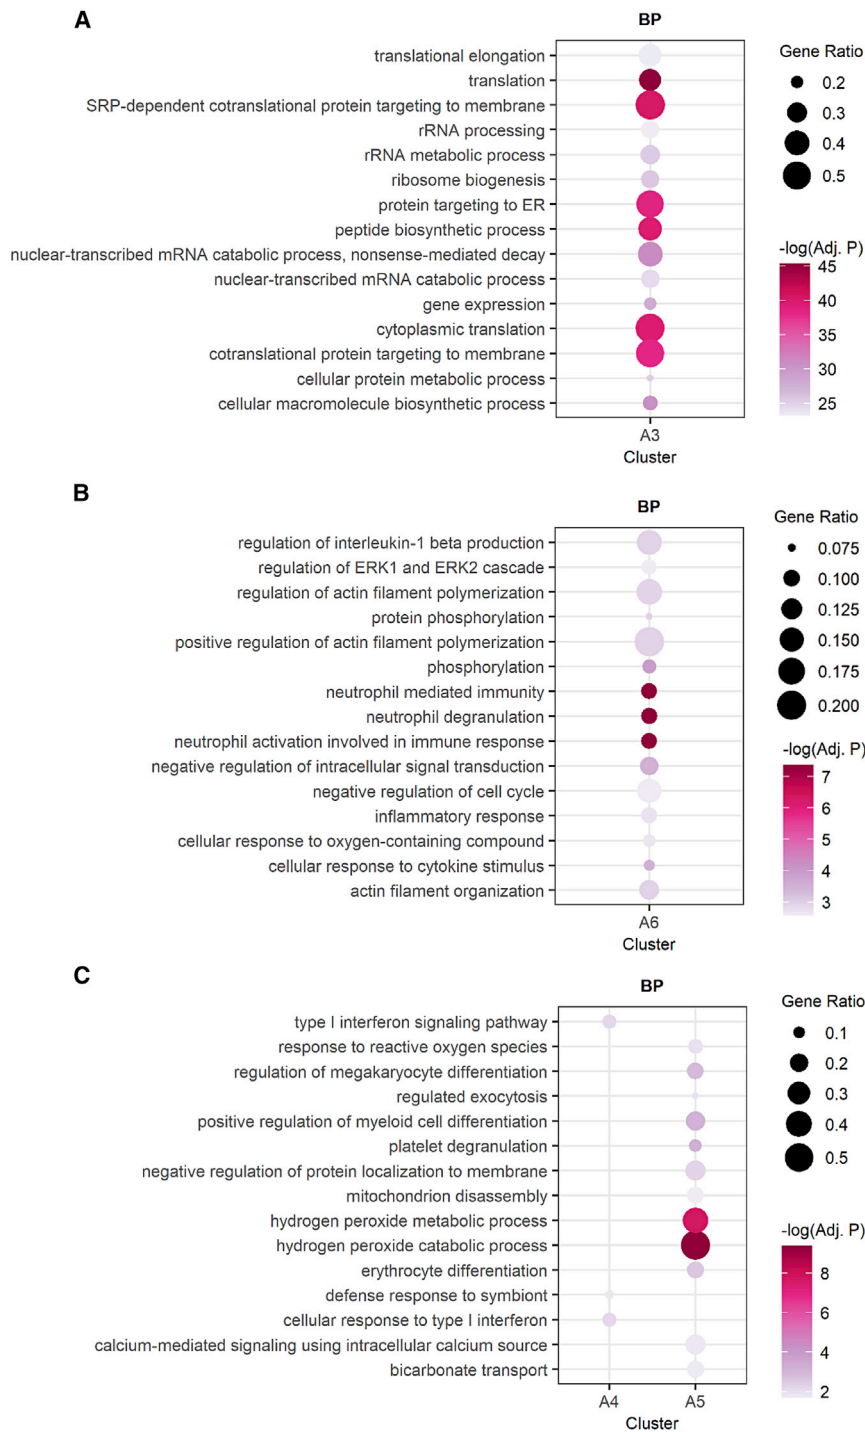 A
BP
translational elongation
translation
SRP-dependent cotranslational protein targeting to membrane
rRNA processing
rRNA metabolic process
ribosome biogenesis
protein targeting to ER
peptide biosynthetic process
nuclear-transcribed mRNA catabolic process, nonsense-mediated decay
nuclear-transcribed mRNA catabolic process
gene expression
cytoplasmic translation
cotranslational protein targeting to membrane
cellular protein metabolic process
cellular macromolecule biosynthetic process
A3
Cluster
Gene Ratio
0.2
0.3
0.4
0.5
-log(Adj. P)
45
40
35
30
25
B
BP
regulation of interleukin-1 beta production
regulation of ERK1 and ERK2 cascade
regulation of actin filament polymerization
protein phosphorylation
positive regulation of actin filament polymerization
phosphorylation
neutrophil mediated immunity
neutrophil degranulation
neutrophil activation involved in immune response
negative regulation of intracellular signal transduction
negative regulation of cell cycle
inflammatory response
cellular response to oxygen-containing compound
cellular response to cytokine stimulus
actin filament organization
A6
Cluster
Gene Ratio
0.075
0.100
0.125
0.150
0.175
0.200
-log(Adj. P)
7
6
5
4
3
C
BP
type I interferon signaling pathway
response to reactive oxygen species
regulation of megakaryocyte differentiation
regulated exocytosis
positive regulation of myeloid cell differentiation
platelet degranulation
negative regulation of protein localization to membrane
mitochondrion disassembly
hydrogen peroxide metabolic process
hydrogen peroxide catabolic process
erythrocyte differentiation
defense response to symbiont
cellular response to type I interferon
calcium-mediated signaling using intracellular calcium source
bicarbonate transport
A4 A5
Cluster
Gene Ratio
0.1
0.2
0.3
0.4
0.5
-log(Adj. P)
8
6
4
2